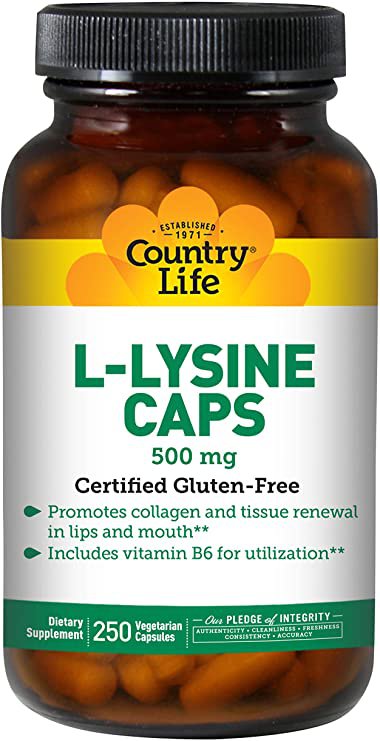 ESTABLISHED
1971
Country®
Life
L-LYSINE
CAPS
500 mg
Certified Gluten-Free
Promotes collagen and tissue renewal
in lips and mouth**
Includes vitamin B6 for utilization**
Dietary
Supplement
250 Vegetarian
Capsules
Our PLEDGE of INTEGRITY
AUTHENTICITY • CLEANLINESS • FRESHNESS
CONSISTENCY • ACCURACY